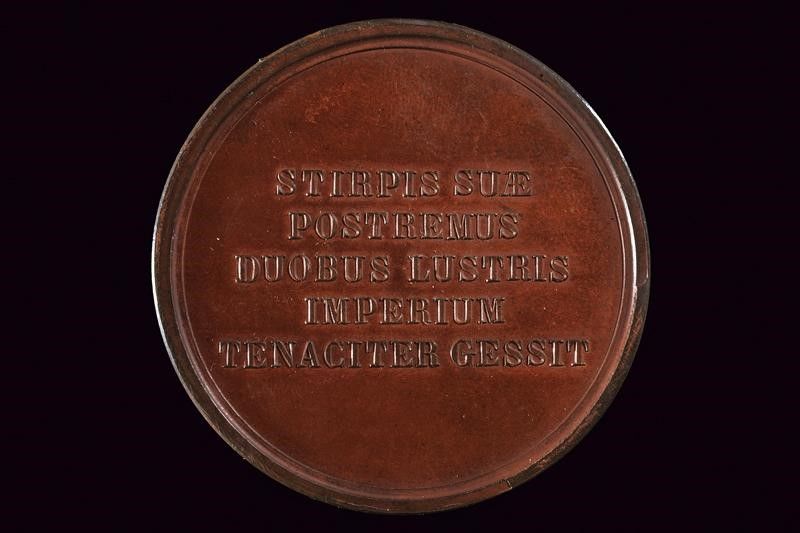 STIRPIS SUÆ
POSTREMUS
DUOBUS LUSTRIS
IMPERIUM
TENACITER GESSIT